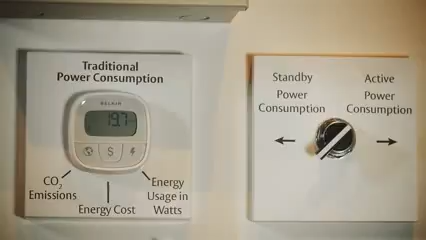 Traditional
Power Consumption
BELKIN
19.7
S
CO2
Emissions
Energy Cost
Energy
Usage in
Watts
Standby
Power
Consumption
Active
Power
Consumption